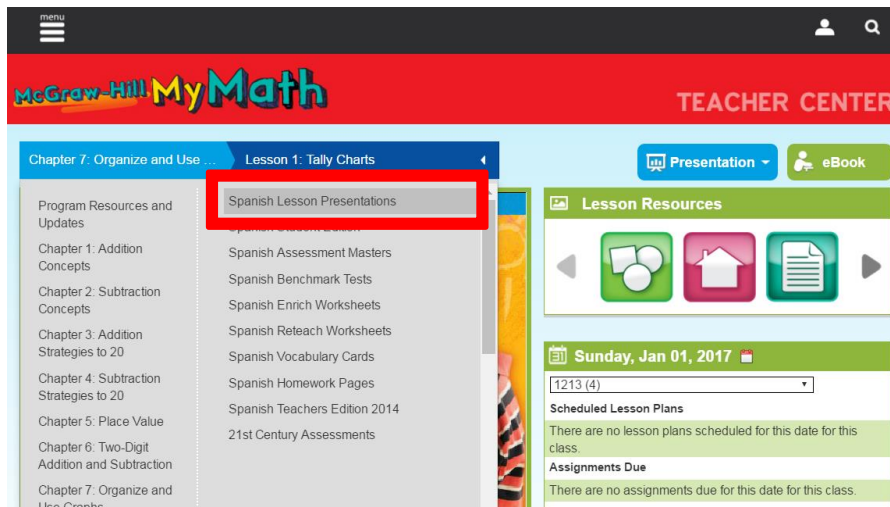 menu
McGraw-Hill My Math
TEACHER CENTER
Chapter 7: Organize and Use ...
Lesson 1: Tally Charts
Presentation
eBook
Program Resources and
Updates
Chapter 1: Addition
Concepts
Chapter 2: Subtraction
Concepts
Chapter 3: Addition
Strategies to 20
Chapter 4: Subtraction
Strategies to 20
Chapter 5: Place Value
Chapter 6: Two-Digit
Addition and Subtraction
Chapter 7: Organize and
Use Graphs
Spanish Lesson Presentations
Spanish Student Edition
Spanish Assessment Masters
Spanish Benchmark Tests
Spanish Enrich Worksheets
Spanish Reteach Worksheets
Spanish Vocabulary Cards
Spanish Homework Pages
Spanish Teachers Edition 2014
21st Century Assessments
Lesson Resources
Sunday, Jan 01, 2017
1213 (4)
Scheduled Lesson Plans
There are no lesson plans scheduled for this date for this
class.
Assignments Due
There are no assignments due for this date for this class.